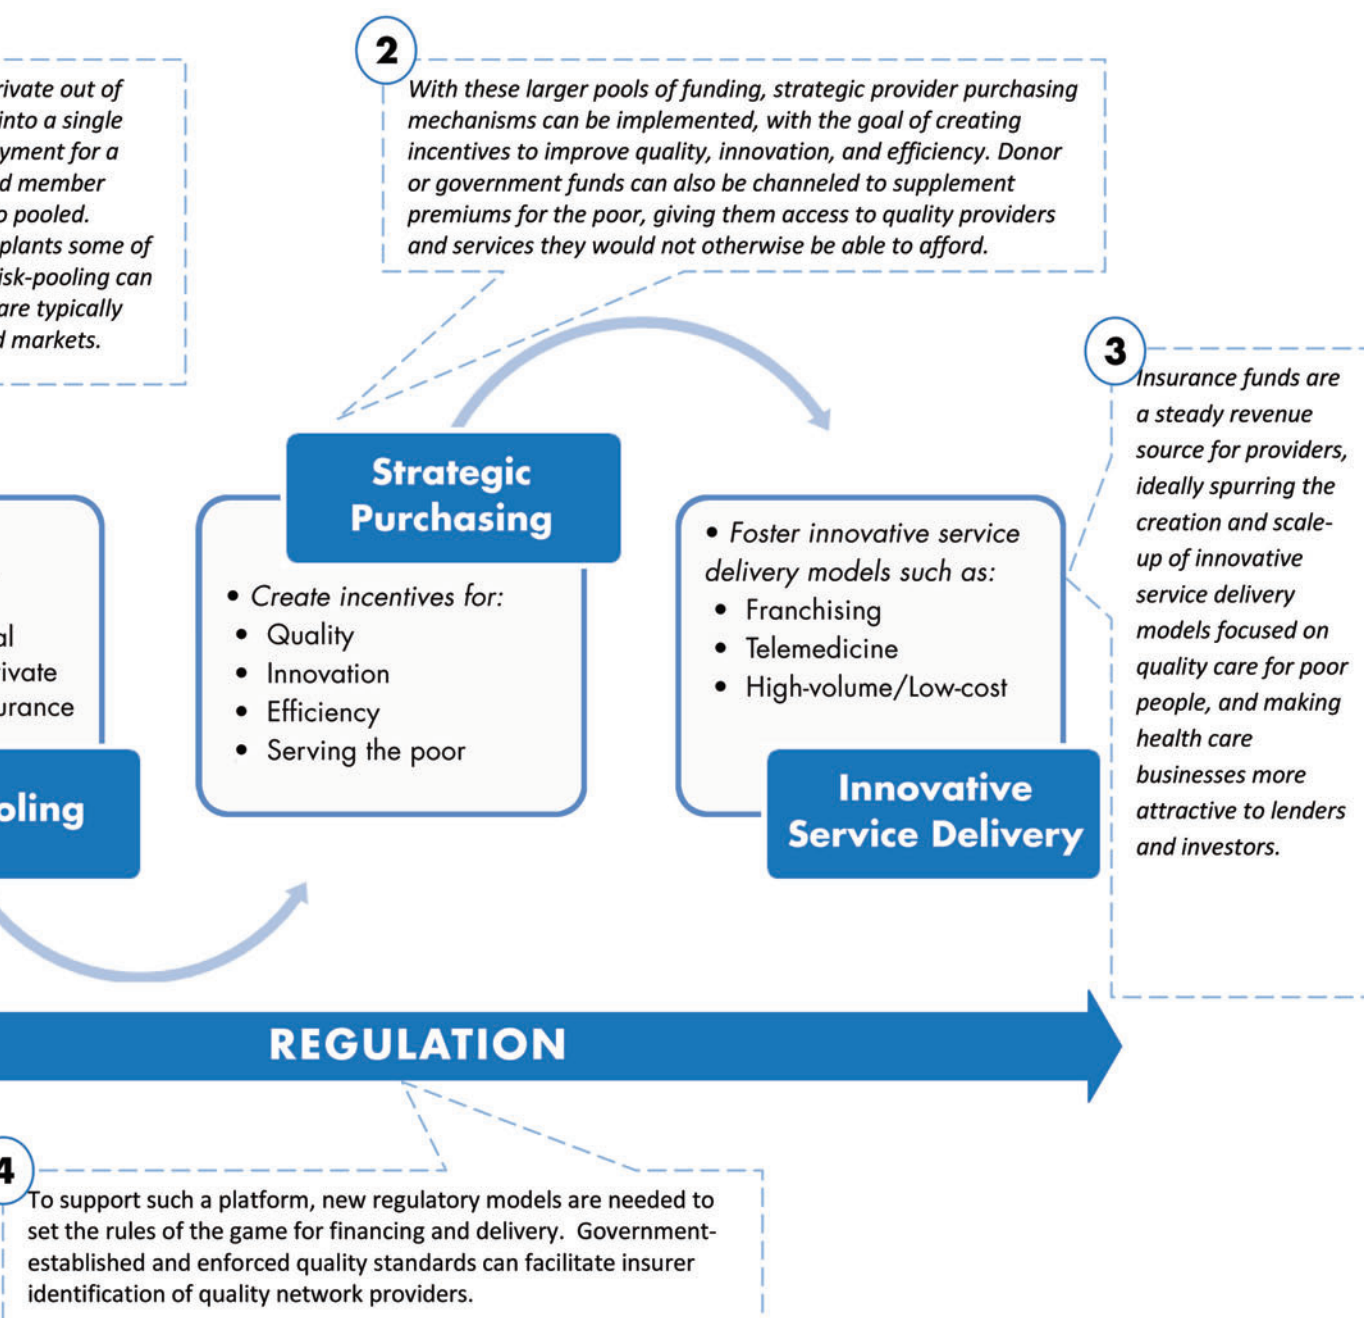 rivate out of
into a single
yment for a
d member
o pooled.
plants some of
isk-pooling can
are typically
d markets.
2
With these larger pools of funding, strategic provider purchasing
mechanisms can be implemented, with the goal of creating
incentives to improve quality, innovation, and efficiency. Donor
or government funds can also be channeled to supplement
premiums for the poor, giving them access to quality providers
and services they would not otherwise be able to afford.
3
Insurance funds are
a steady revenue
source for providers,
ideally spurring the
creation and scale-
up of innovative
service delivery
models focused on
quality care for poor
people, and making
health care
businesses more
attractive to lenders
and investors.
al
ivate
urance
oling
Strategic
Purchasing
• Create incentives for:
• Quality
• Innovation
• Efficiency
• Serving the poor
• Foster innovative service
delivery models such as:
• Franchising
• Telemedicine
• High-volume/Low-cost
Innovative
Service Delivery
REGULATION
4
To support such a platform, new regulatory models are needed to
set the rules of the game for financing and delivery. Government-
established and enforced quality standards can facilitate insurer
identification of quality network providers.